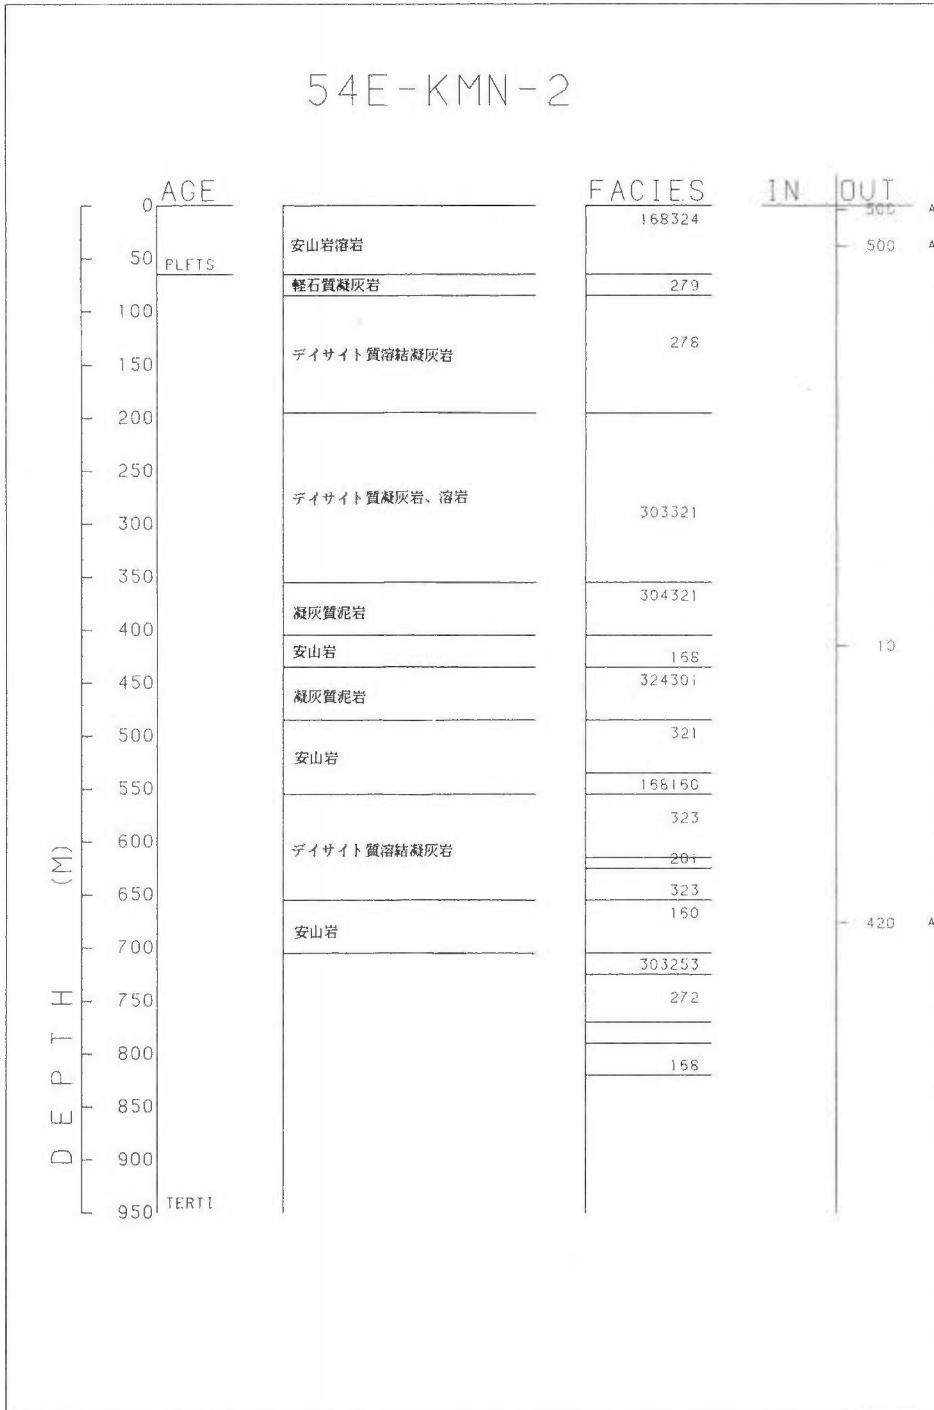 54E-KMN-2
AGE FACIES IN OUT
0 168324 500 A
安山岩溶岩 500 A
50 PLETS
軽石質凝灰岩 279
100
278
デイサイト質溶結凝灰岩
150
200
250
デイサイト質凝灰岩、溶岩
303321
300
350
304321
凝灰質泥岩
400
安山岩 168 10
450 324301
凝灰質泥岩
500 321
安山岩
550 168160
323
600
デイサイト質溶結凝灰岩 201
650 323
160
安山岩 420 A
700
303253
750 272
800
168
850
900
950 TERTI
DEPTH (M)